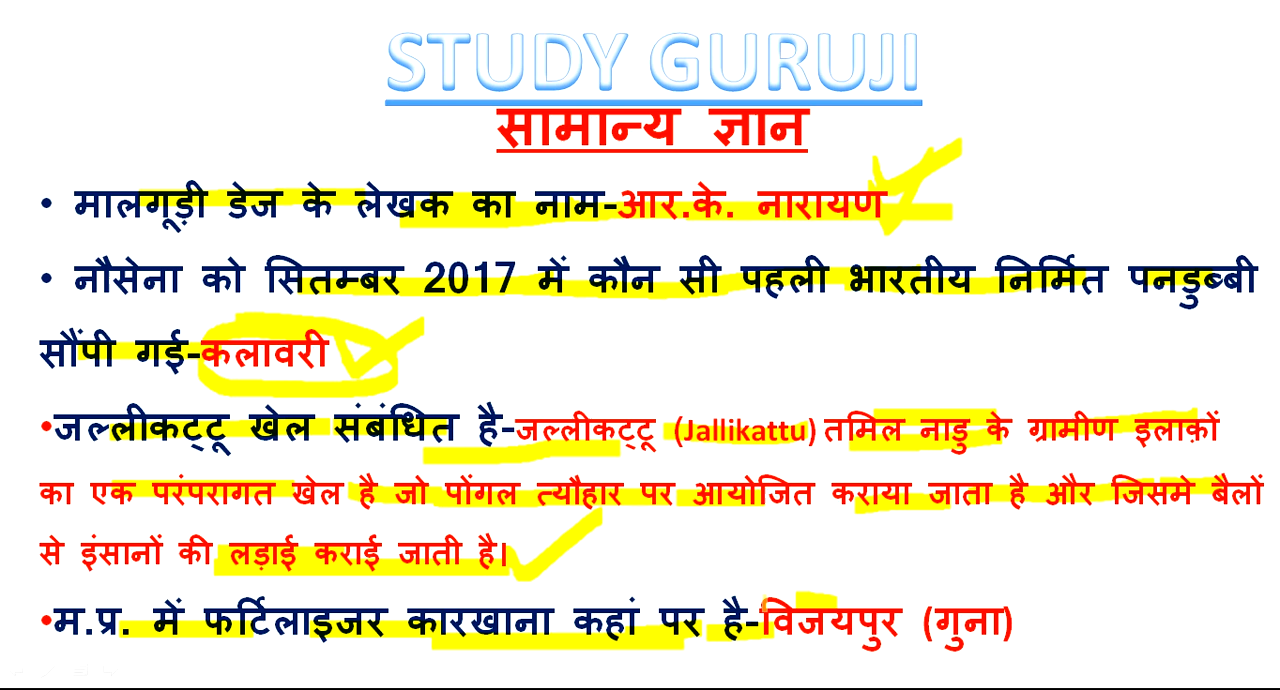 STUDY GURUJI
सामान्य ज्ञान
• मालगूड़ी डेज के लेखक का नाम-आर.के. नारायण
• नौसेना को सितम्बर 2017 में कौन सी पहली भारतीय निर्मित पनडुब्बी
सौंपी गई-कलावरी
•जल्लीकट्टू खेल संबंधित है-जल्लीकट्टू (Jallikattu) तमिल नाडु के ग्रामीण इलाक़ों
का एक परंपरागत खेल है जो पोंगल त्यौहार पर आयोजित कराया जाता है और जिसमे बैलों
से इंसानों की लड़ाई कराई जाती है।
•म.प्र. में फर्टिलाइजर कारखाना कहां पर है-विजयपुर (गुना)